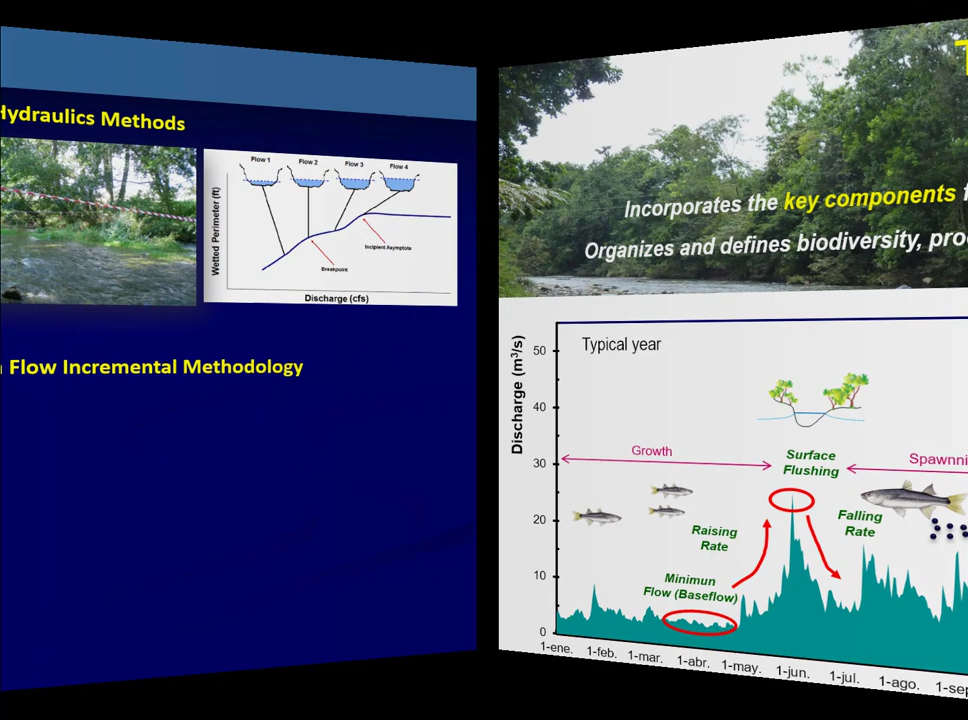 Hydraulics Methods
Flow 1
Flow 2
Flow 3
Flow 4
Wetted Perimeter (ft)
Incipient Asymptote
Breakpoint
Discharge (cfs)
Flow Incremental Methodology
T
Incorporates the key components f
Organizes and defines biodiversity, pro
Typical year
Discharge (m³/s)
50
40
30
20
10
0
Growth
Surface
Flushing
Spawnni
Raising
Rate
Falling
Rate
Minimun
Flow (Baseflow)
1-ene.
1-feb.
1-mar.
1-abr.
1-may.
1-jun.
1-jul.
1-ago.
1-sep